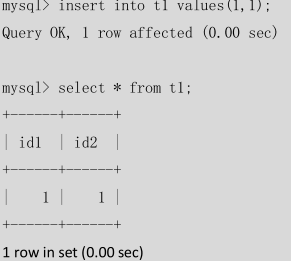 mysql> insert into t1 values(1,1);
Query OK, 1 row affected (0.00 sec)
mysql> select * from t1;
+------+------+
| id1  | id2  |
+------+------+
|    1 |    1 |
+------+------+
1 row in set (0.00 sec)